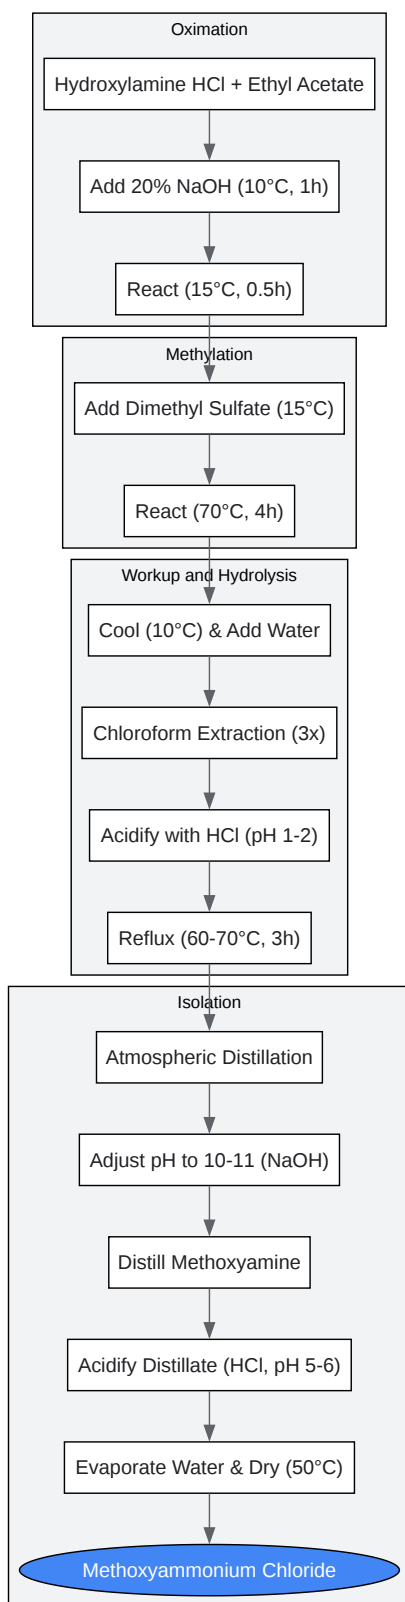 Oximation
Hydroxylamine HCl + Ethyl Acetate
Add 20% NaOH (10°C, 1h)
React (15°C, 0.5h)
Methylation
Add Dimethyl Sulfate (15°C)
React (70°C, 4h)
Workup and Hydrolysis
Cool (10°C) & Add Water
Chloroform Extraction (3x)
Acidify with HCl (pH 1-2)
Reflux (60-70°C, 3h)
Isolation
Atmospheric Distillation
Adjust pH to 10-11 (NaOH)
Distill Methoxyamine
Acidify Distillate (HCl, pH 5-6)
Evaporate Water & Dry (50°C)
Methoxyammonium Chloride